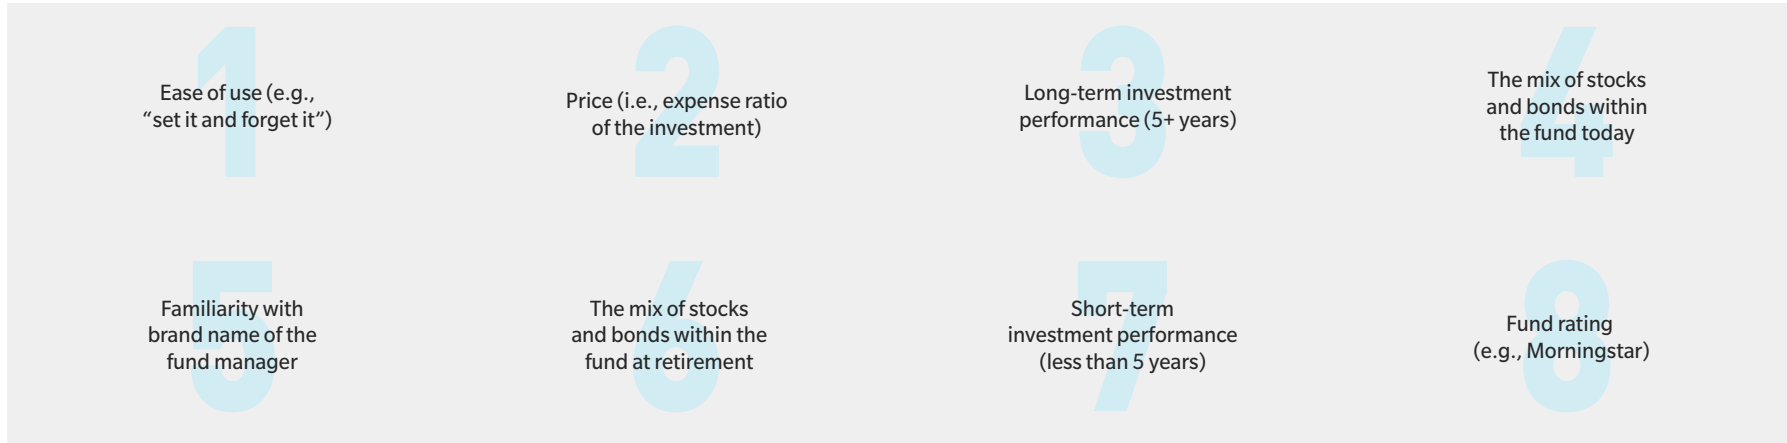 1
Ease of use (e.g.,
“set it and forget it”)
2
Price (i.e., expense ratio
of the investment)
3
Long-term investment
performance (5+ years)
4
The mix of stocks
and bonds within
the fund today
5
Familiarity with
brand name of the
fund manager
6
The mix of stocks
and bonds within the
fund at retirement
7
Short-term
investment performance
(less than 5 years)
8
Fund rating
(e.g., Morningstar)